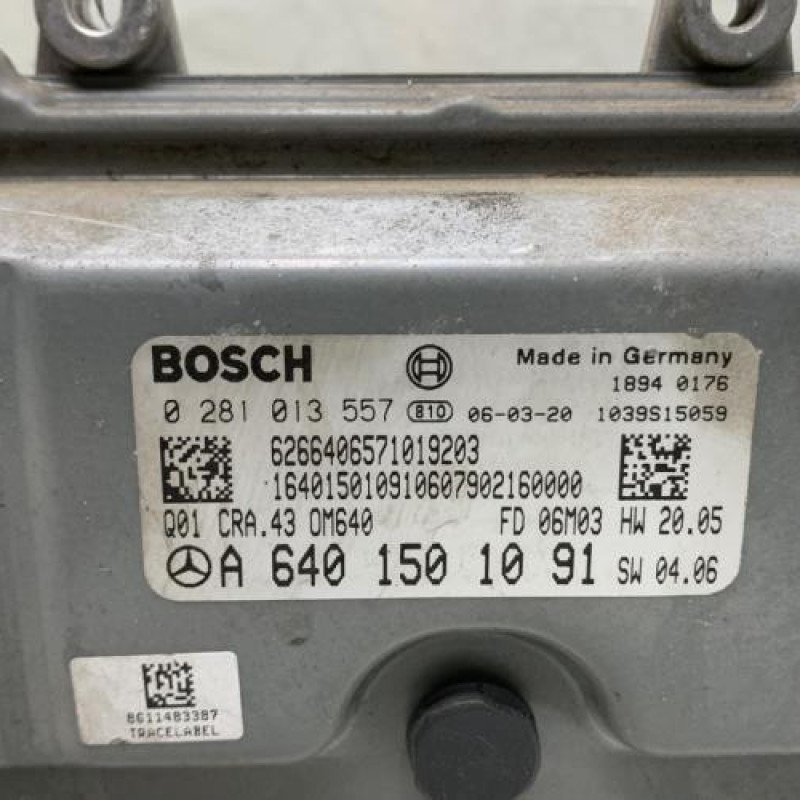 BOSCH Made in Germany
1894 0176
0 281 013 557 810 06-03-20 1039S15059
6266406571019203
164015010910607902160000
Q01 CRA.43 OM640 FD 06M03 HW 20.05
A 640 150 10 91 SW 04.06
8611483387
TRACELABEL